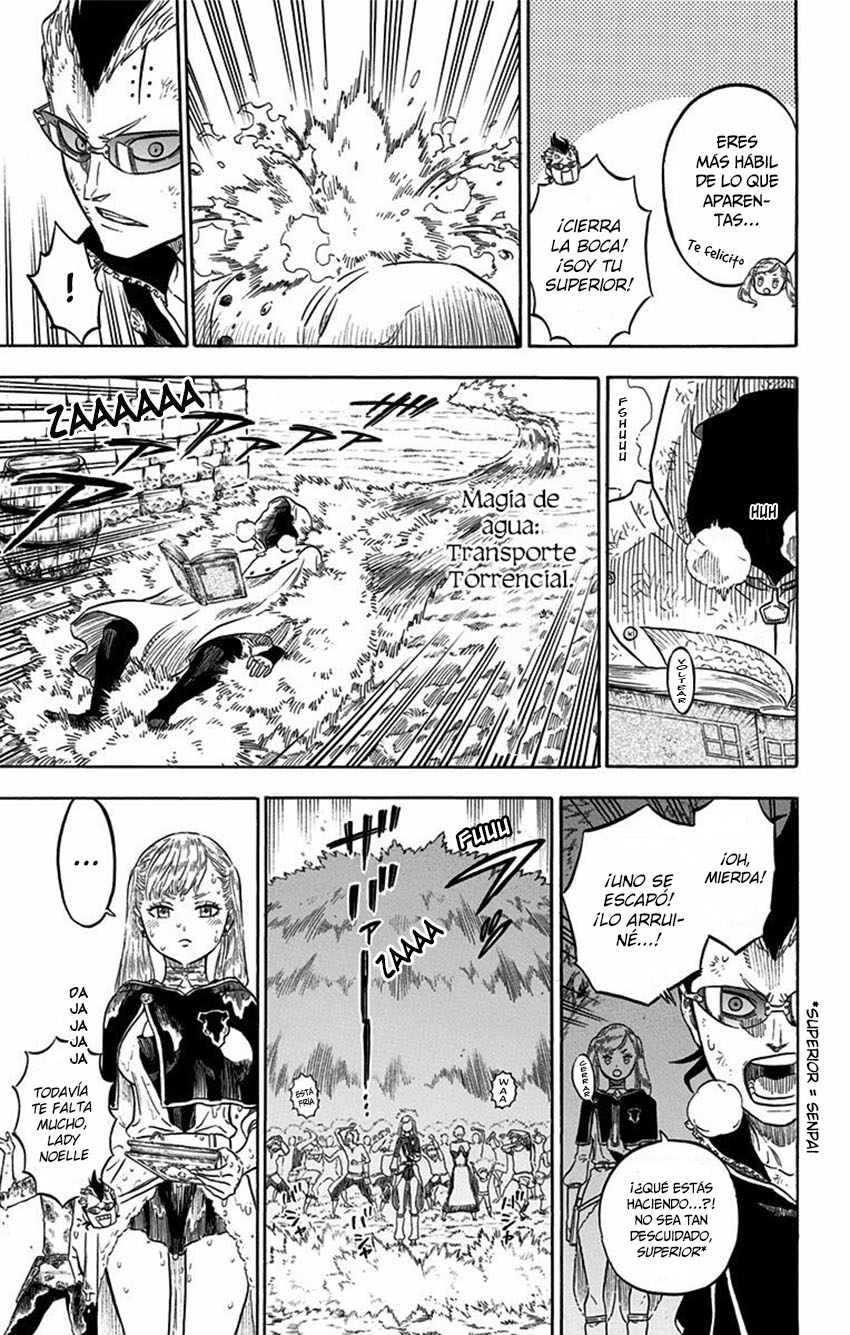 ERES
MÁS HÁBIL
DE LO QUE
APAREN-
TAS...
Te felicito
¡CIERRA
LA BOCA!
¡SOY TU
SUPERIOR!
!
FSHUUU
HUH
VOLTEAR
ZAAAAAA
Magia de
agua:
Transporte
Torrencial.
¡OH,
MIERDA!
¡UNO SE
ESCAPÓ!
¡LO ARRUI-
NÉ...!
CERRAR
¡¿QUÉ ESTÁS
HACIENDO...?!
NO SEA TAN
DESCUIDADO,
SUPERIOR*
*SUPERIOR = SENPAI
FUUU
ZAAAA
WAA
ESTÁ
FRÍA
...
DA
JA
JA
JA
JA
TODAVÍA
TE FALTA
MUCHO,
LADY
NOELLE